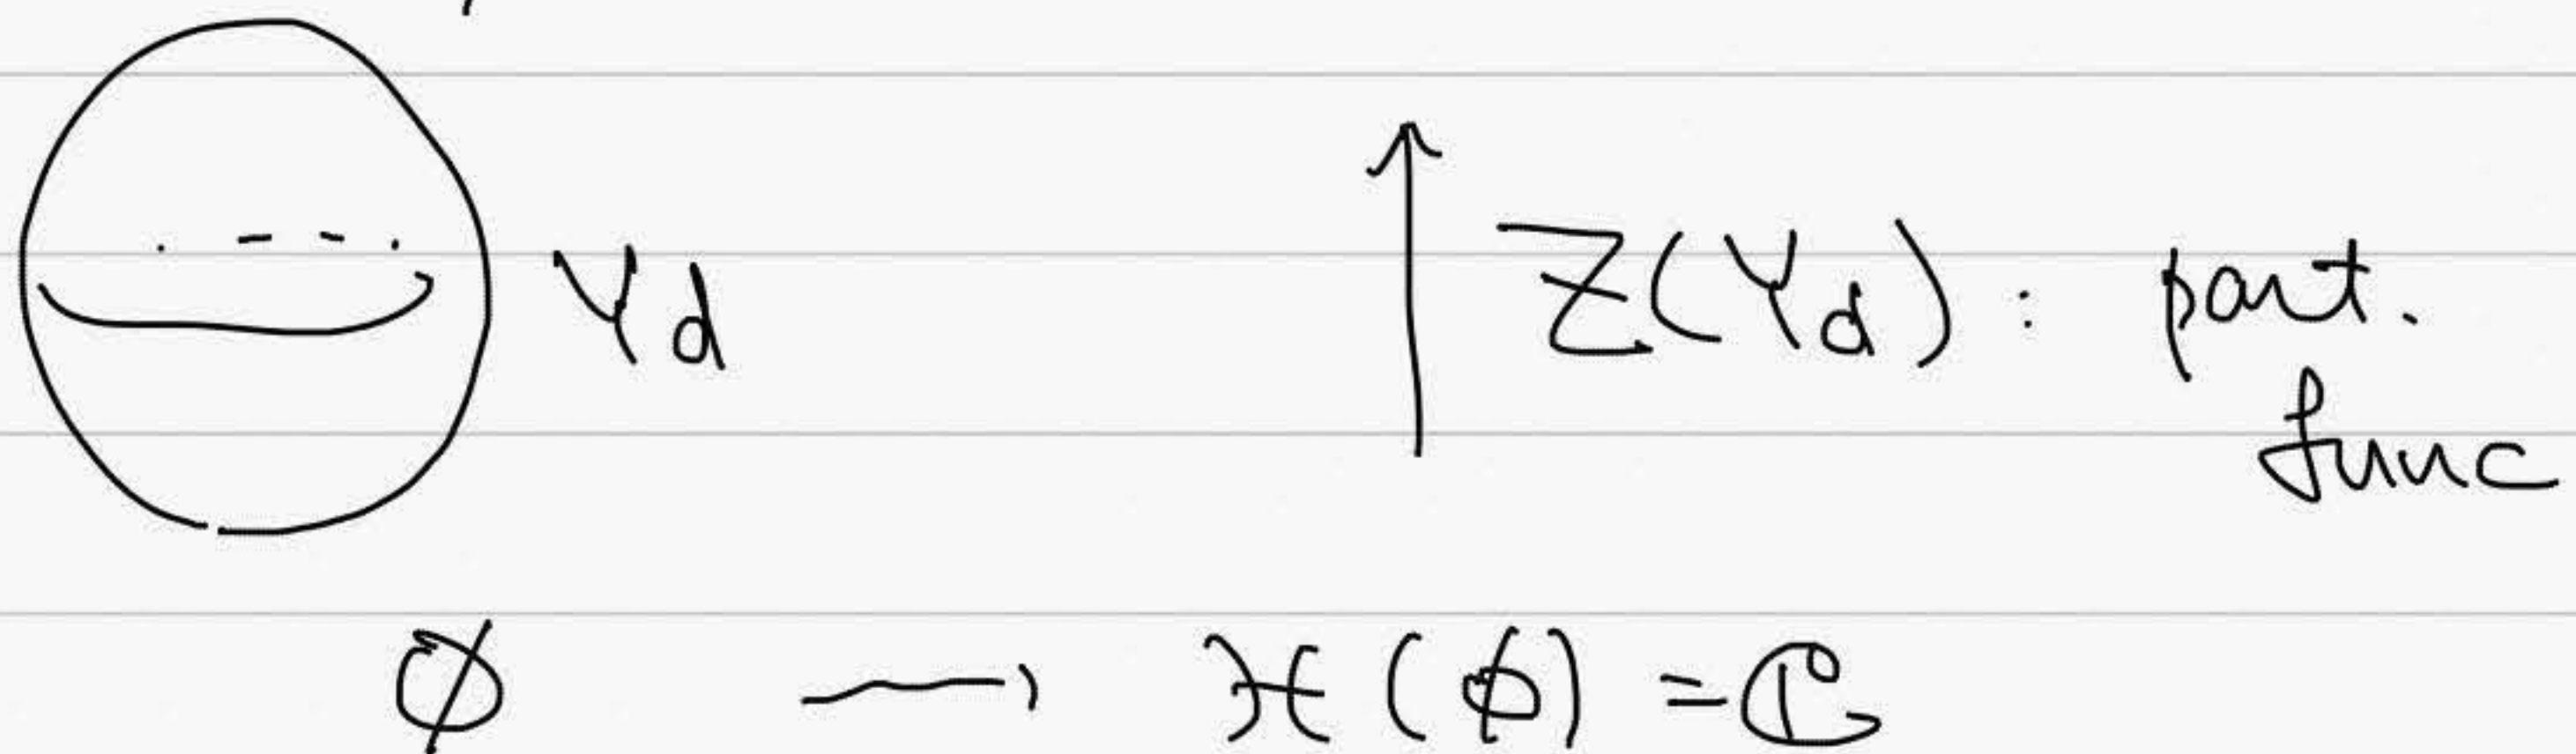 Y_d ↑ Z(Y_d) : part.
func
∅ → ℋ(∅) = ℂ